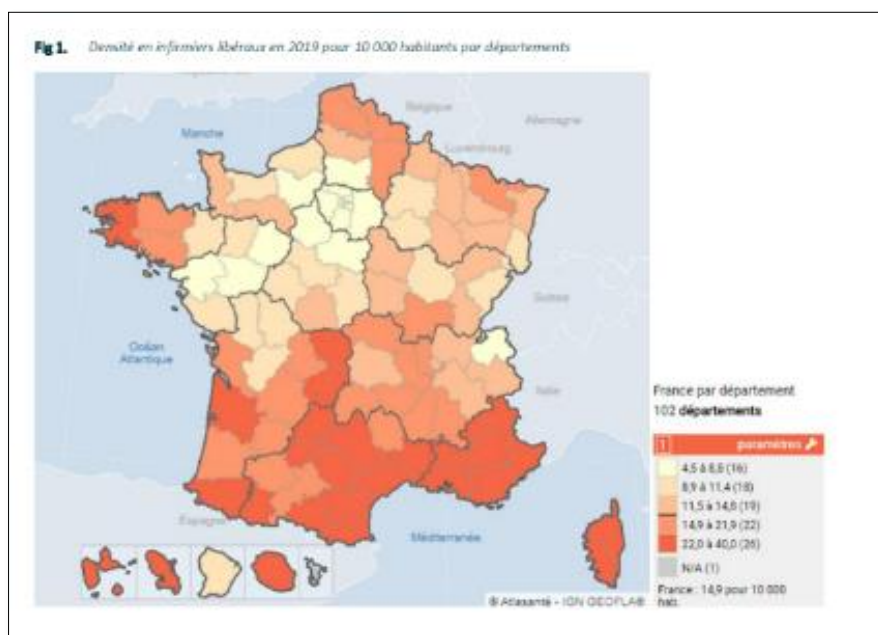 Fig 1. Densité en infirmiers libéraux en 2019 pour 10 000 habitants par départements
Manche
Belgique
Allemagne
Luxembourg
Suisse
Océan
Atlantique
Italie
Espagne
Méditerranée
France par département
102 départements
1 paramètres
4,5 à 8,8 (16)
8,9 à 11,4 (18)
11,5 à 14,8 (19)
14,9 à 21,9 (22)
22,0 à 40,0 (26)
N/A (1)
France : 14,9 pour 10 000
hab.
© Atlasanté - IGN GEOFLA®